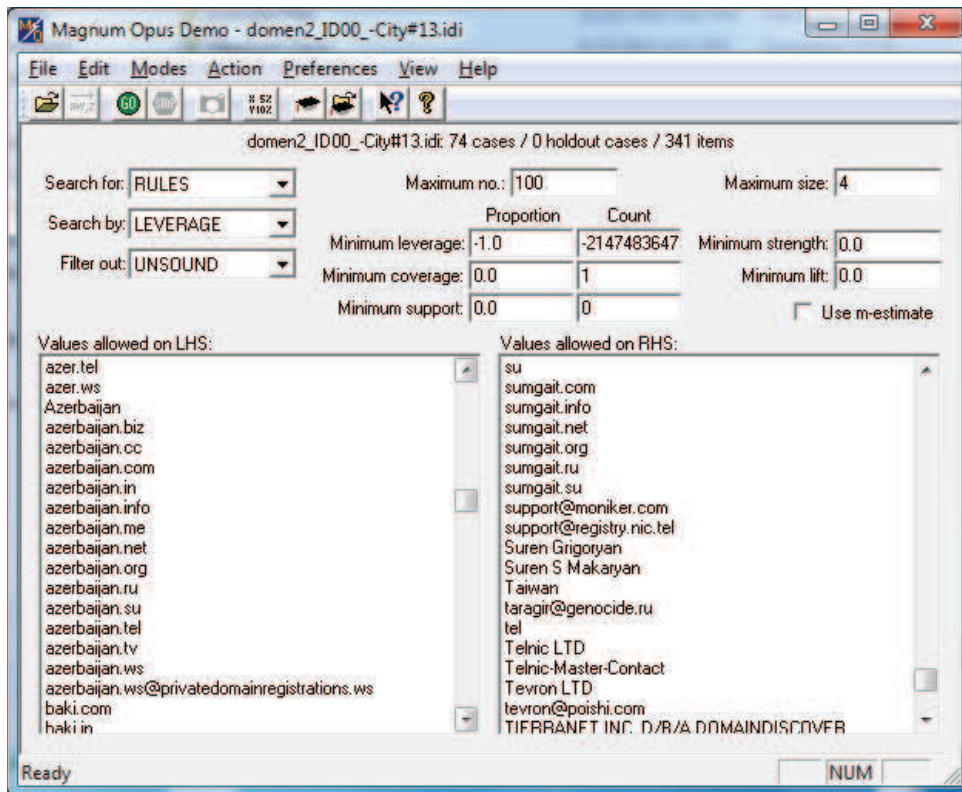 Magnum Opus Demo - domen2_ID00_-City#13.idi
File Edit Modes Action Preferences View Help
GO STOP
domen2_ID00_-City#13.idi: 74 cases / 0 holdout cases / 341 items
Search for: RULES Maximum no.: 100 Maximum size: 4
Proportion Count
Search by: LEVERAGE Minimum leverage: -1.0 -2147483647 Minimum strength: 0.0
Filter out: UNSOUND Minimum coverage: 0.0 1 Minimum lift: 0.0
Minimum support: 0.0 0 Use m-estimate
Values allowed on LHS:
azer.tel
azer.ws
Azerbaijan
azerbaijan.biz
azerbaijan.cc
azerbaijan.com
azerbaijan.in
azerbaijan.info
azerbaijan.me
azerbaijan.net
azerbaijan.org
azerbaijan.ru
azerbaijan.su
azerbaijan.tel
azerbaijan.tv
azerbaijan.ws
azerbaijan.ws@privatedomainregistrations.ws
baki.com
baki.in
Values allowed on RHS:
su
sumgait.com
sumgait.info
sumgait.net
sumgait.org
sumgait.ru
sumgait.su
support@moniker.com
support@registry.nic.tel
Suren Grigoryan
Suren S Makaryan
Taiwan
taragir@genocide.ru
tel
Telnic LTD
Telnic-Master-Contact
Tevron LTD
tevron@poishi.com
TIERRANET INC. D/B/A DOMAINDISCOVER
Ready NUM